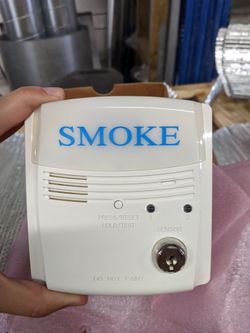 SMOKE
PRESS/RESET
HOLD/TEST
SENSOR
DO NOT PAINT